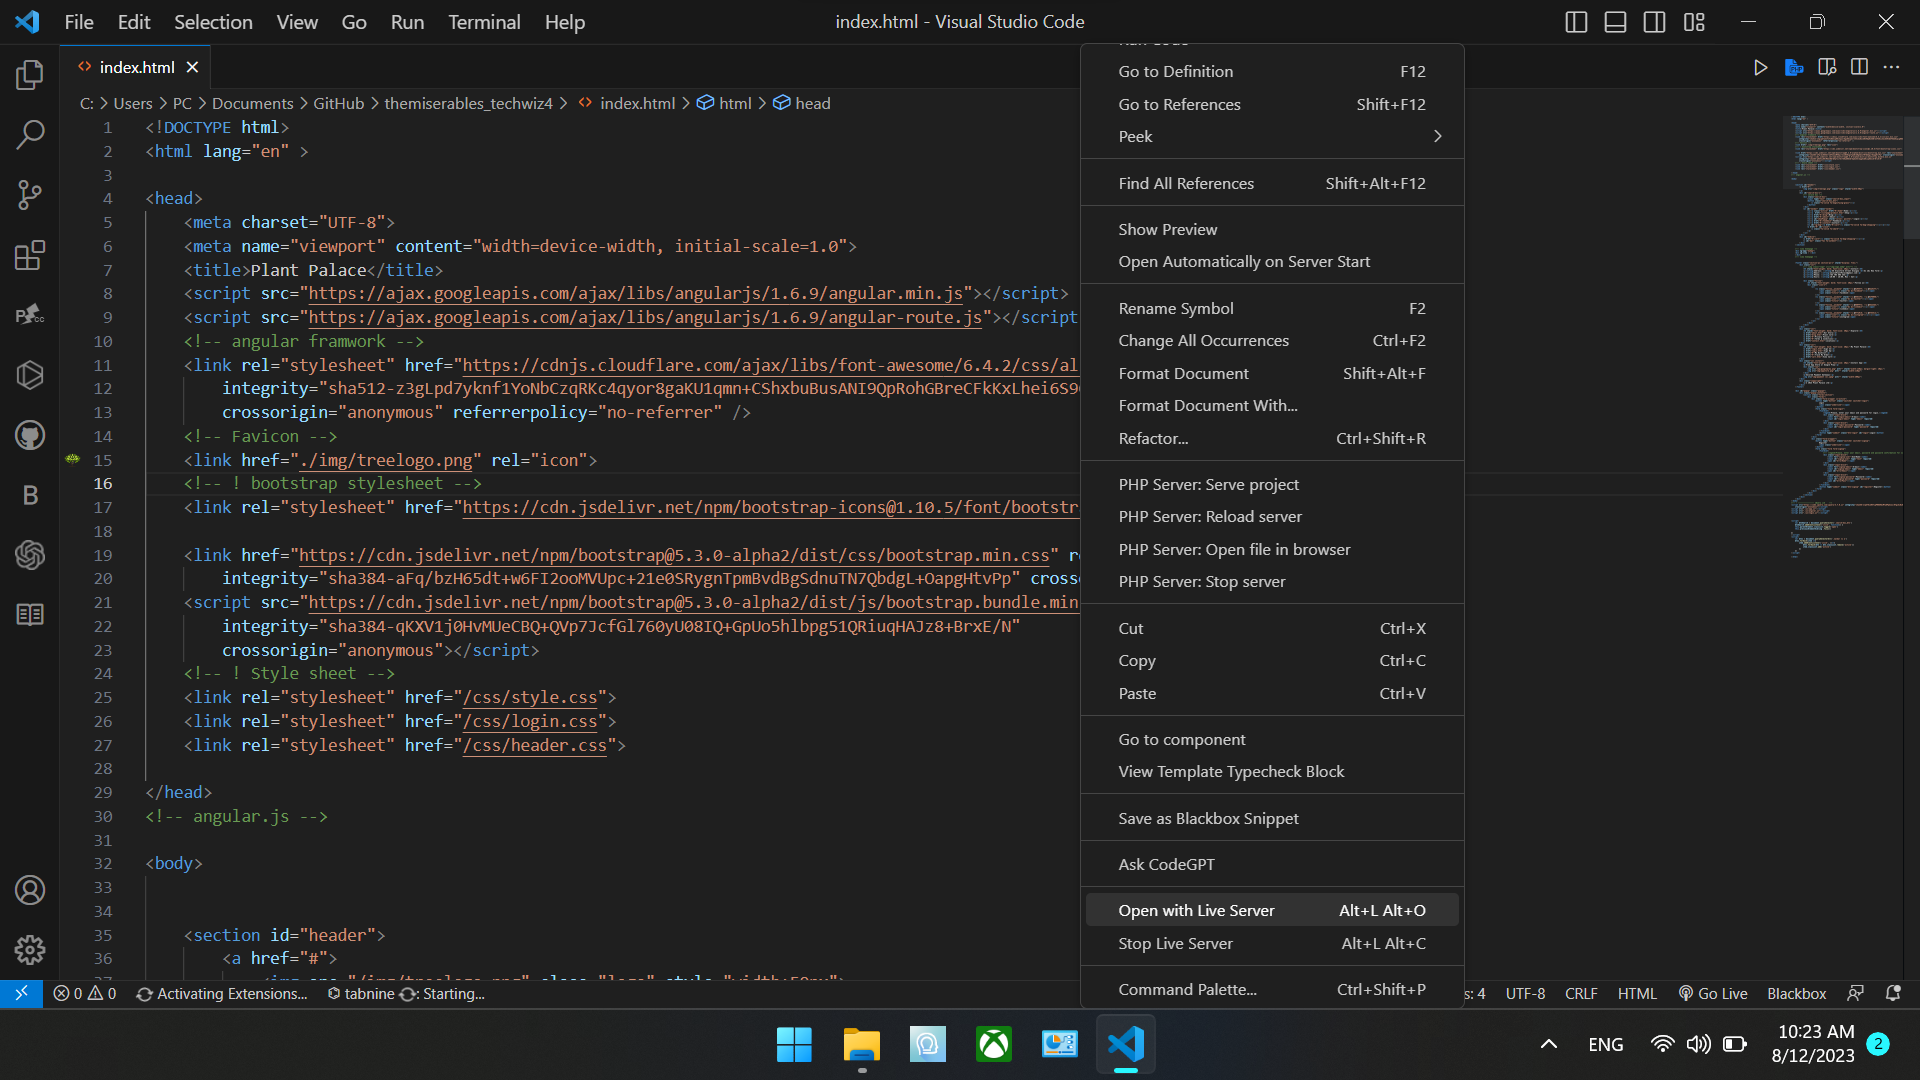 File Edit Selection View Go Run Terminal Help
index.html - Visual Studio Code
index.html
C: > Users > PC > Documents > GitHub > themiserables_techwiz4 > index.html > html > head
1 <!DOCTYPE html>
2 <html lang="en" >
3
4 <head>
5 <meta charset="UTF-8">
6 <meta name="viewport" content="width=device-width, initial-scale=1.0">
7 <title>Plant Palace</title>
8 <script src="https://ajax.googleapis.com/ajax/libs/angularjs/1.6.9/angular.min.js"></script>
9 <script src="https://ajax.googleapis.com/ajax/libs/angularjs/1.6.9/angular-route.js"></script
10 <!-- angular framwork -->
11 <link rel="stylesheet" href="https://cdnjs.cloudflare.com/ajax/libs/font-awesome/6.4.2/css/al
12 integrity="sha512-z3gLpd7yknf1YoNbCzqRKc4qyor8gaKU1qmn+CShxbuBusANI9QpRohGBreCFkKxLhei6S9
13 crossorigin="anonymous" referrerpolicy="no-referrer" />
14 <!-- Favicon -->
15 <link href="./img/treelogo.png" rel="icon">
16 <!-- ! bootstrap stylesheet -->
17 <link rel="stylesheet" href="https://cdn.jsdelivr.net/npm/bootstrap-icons@1.10.5/font/bootstr
18
19 <link href="https://cdn.jsdelivr.net/npm/bootstrap@5.3.0-alpha2/dist/css/bootstrap.min.css" r
20 integrity="sha384-aFq/bzH65dt+w6FI2ooMVUpc+21e0SRygnTpmBvdBgSdnuTN7QbdgL+OapgHtvPp" cross
21 <script src="https://cdn.jsdelivr.net/npm/bootstrap@5.3.0-alpha2/dist/js/bootstrap.bundle.min
22 integrity="sha384-qKXV1j0HvMUeCBQ+QVp7JcfGl760yU08IQ+GpUo5hlbpg51QRiuqHAJz8+BrxE/N"
23 crossorigin="anonymous"></script>
24 <!-- ! Style sheet -->
25 <link rel="stylesheet" href="/css/style.css">
26 <link rel="stylesheet" href="/css/login.css">
27 <link rel="stylesheet" href="/css/header.css">
28
29 </head>
30 <!-- angular.js -->
31
32 <body>
33
34
35 <section id="header">
36 <a href="#">
Go to Definition F12
Go to References Shift+F12
Peek
Find All References Shift+Alt+F12
Show Preview
Open Automatically on Server Start
Rename Symbol F2
Change All Occurrences Ctrl+F2
Format Document Shift+Alt+F
Format Document With...
Refactor... Ctrl+Shift+R
PHP Server: Serve project
PHP Server: Reload server
PHP Server: Open file in browser
PHP Server: Stop server
Cut Ctrl+X
Copy Ctrl+C
Paste Ctrl+V
Go to component
View Template Typecheck Block
Save as Blackbox Snippet
Ask CodeGPT
Open with Live Server Alt+L Alt+O
Stop Live Server Alt+L Alt+C
Command Palette... Ctrl+Shift+P
0 0 Activating Extensions... tabnine : Starting... s: 4 UTF-8 CRLF HTML Go Live Blackbox
ENG
10:23 AM
8/12/2023
2